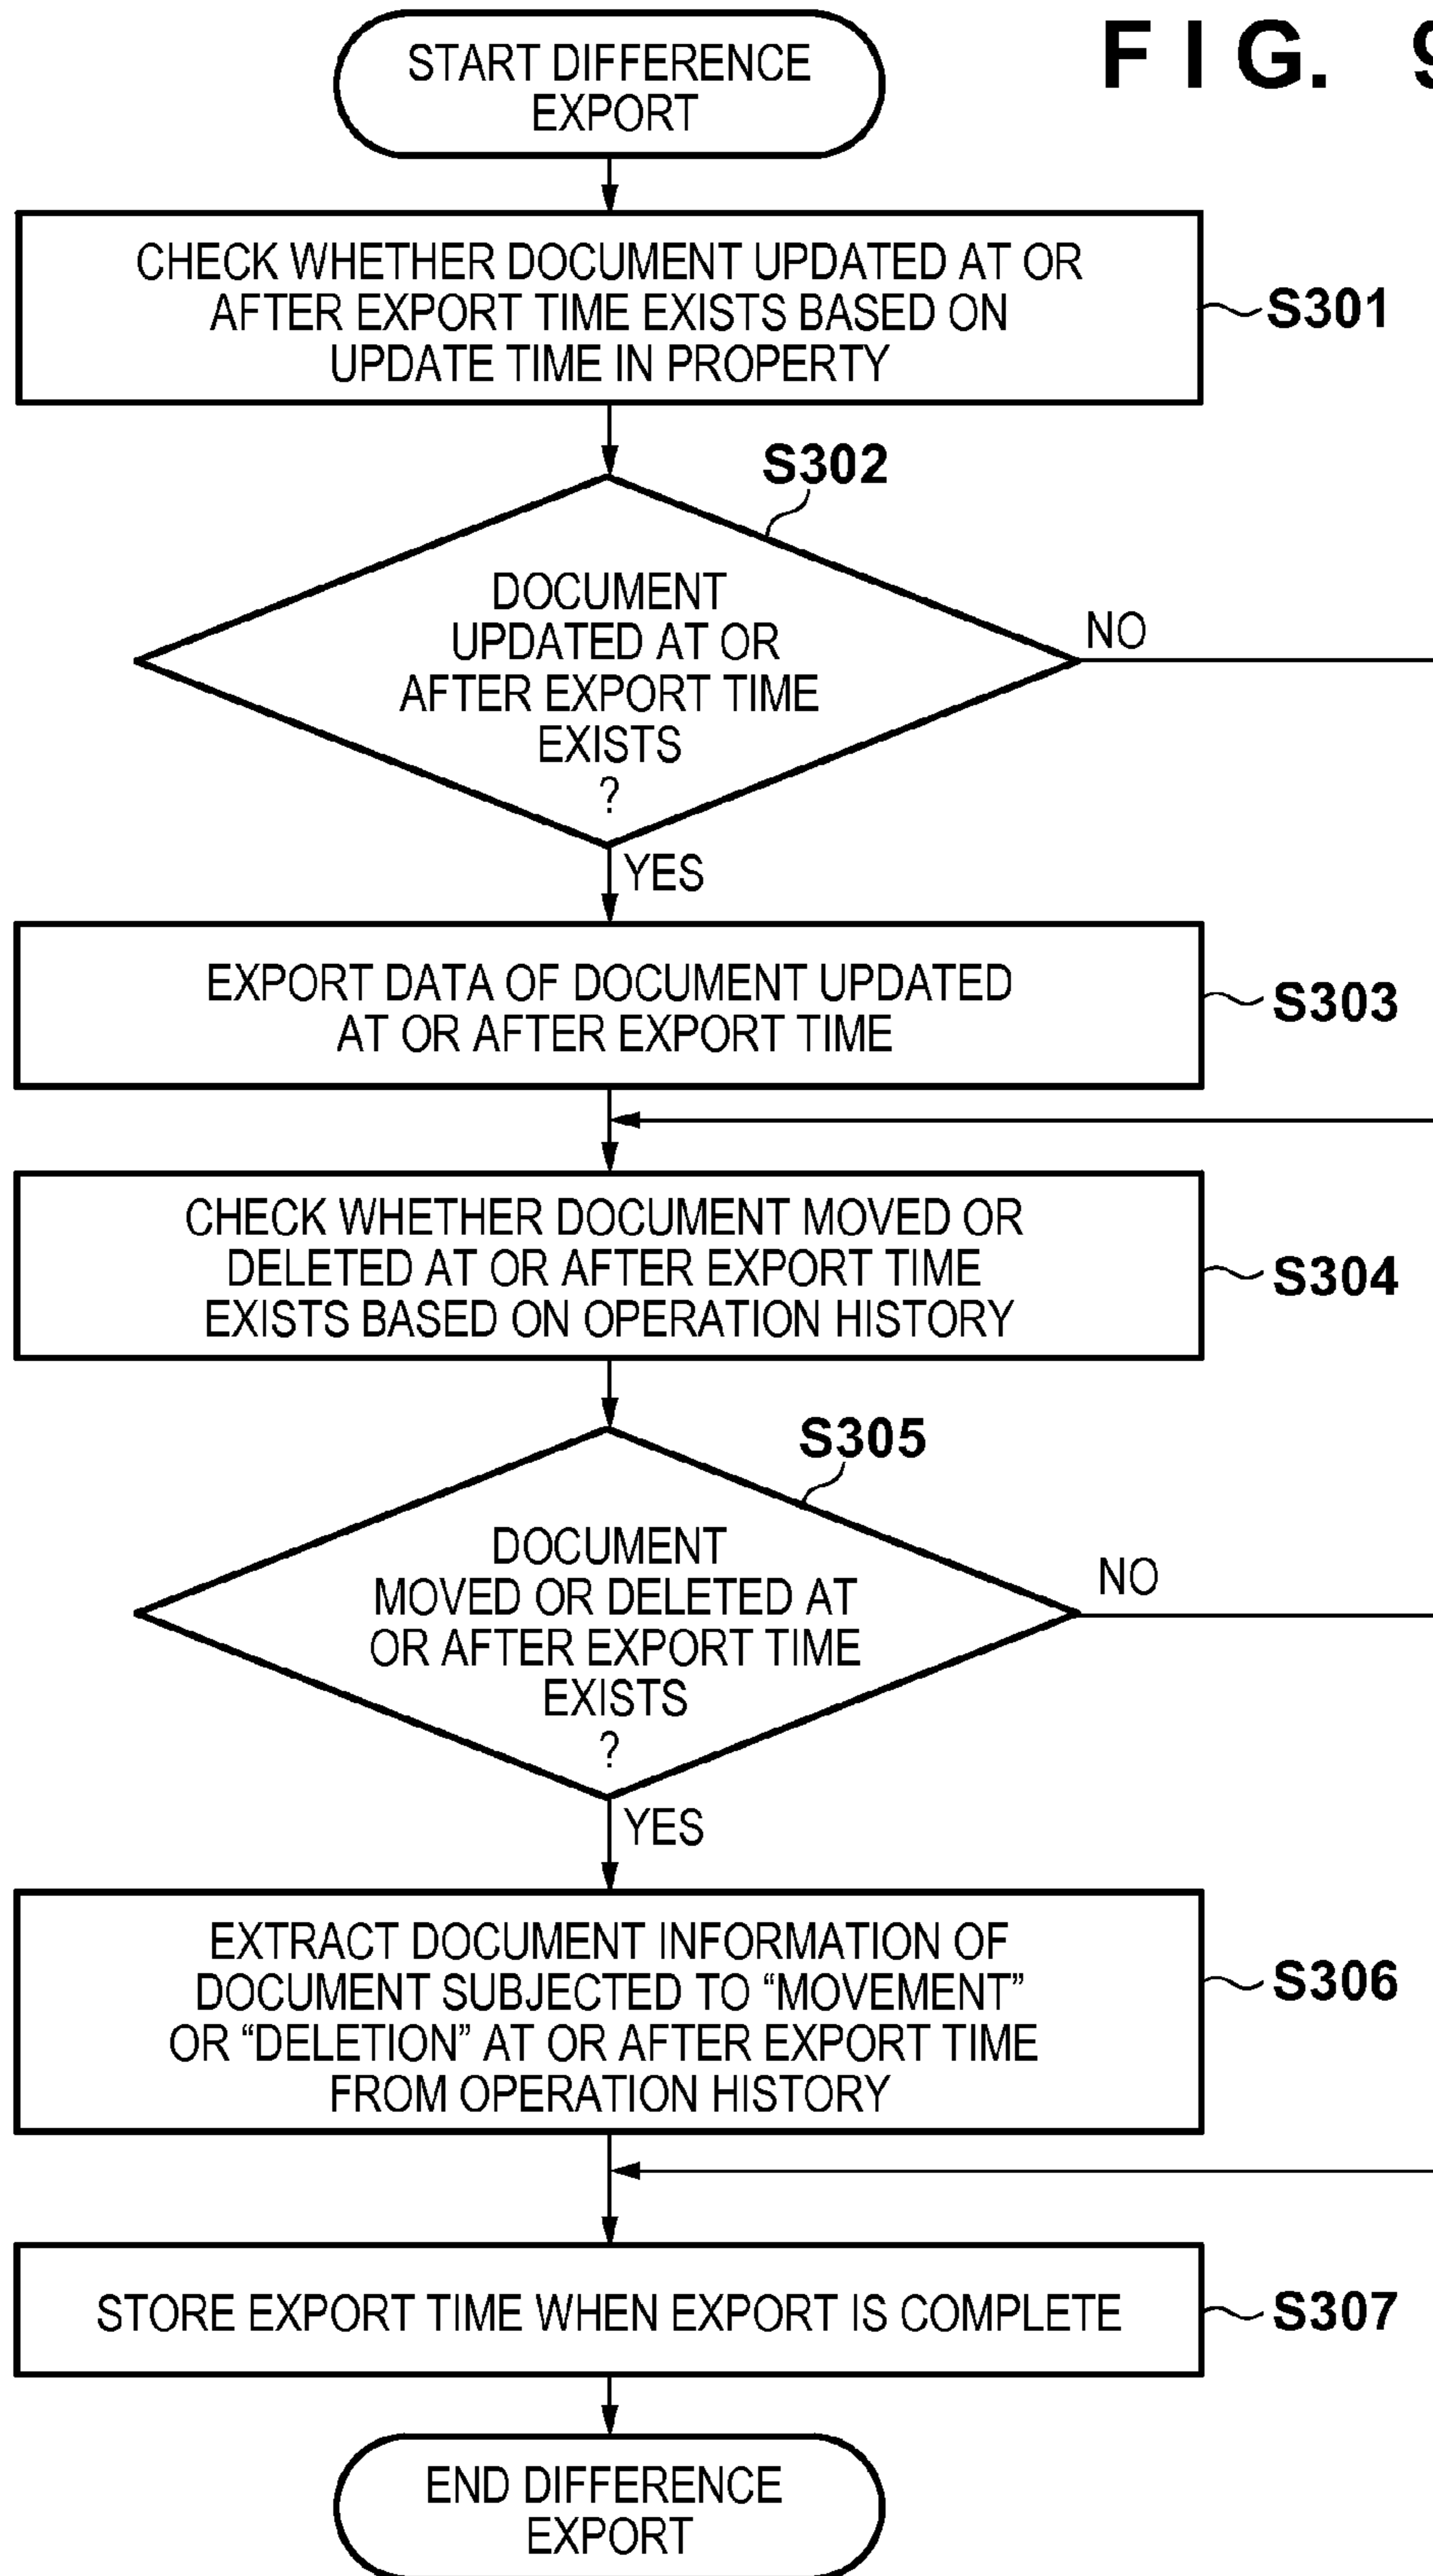 FIG. 9
START DIFFERENCE
EXPORT
CHECK WHETHER DOCUMENT UPDATED AT OR
AFTER EXPORT TIME EXISTS BASED ON
UPDATE TIME IN PROPERTY
S301
S302
DOCUMENT
UPDATED AT OR
AFTER EXPORT TIME
EXISTS
?
NO
YES
EXPORT DATA OF DOCUMENT UPDATED
AT OR AFTER EXPORT TIME
S303
CHECK WHETHER DOCUMENT MOVED OR
DELETED AT OR AFTER EXPORT TIME
EXISTS BASED ON OPERATION HISTORY
S304
S305
DOCUMENT
MOVED OR DELETED AT
OR AFTER EXPORT TIME
EXISTS
?
NO
YES
EXTRACT DOCUMENT INFORMATION OF
DOCUMENT SUBJECTED TO “MOVEMENT”
OR “DELETION” AT OR AFTER EXPORT TIME
FROM OPERATION HISTORY
S306
STORE EXPORT TIME WHEN EXPORT IS COMPLETE
S307
END DIFFERENCE
EXPORT